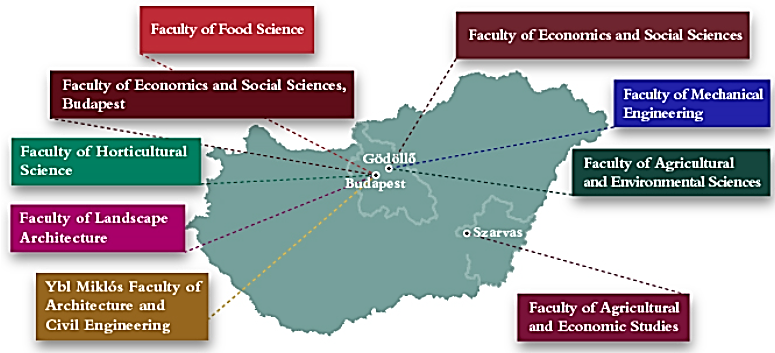 Faculty of Food Science
Faculty of Economics and Social Sciences
Faculty of Economics and Social Sciences,
Budapest
Faculty of Mechanical
Engineering
Faculty of Horticultural
Science
Gödöllő
Budapest
Faculty of Agricultural
and Environmental Sciences
Faculty of Landscape
Architecture
Szarvas
Ybl Miklós Faculty of
Architecture and
Civil Engineering
Faculty of Agricultural
and Economic Studies